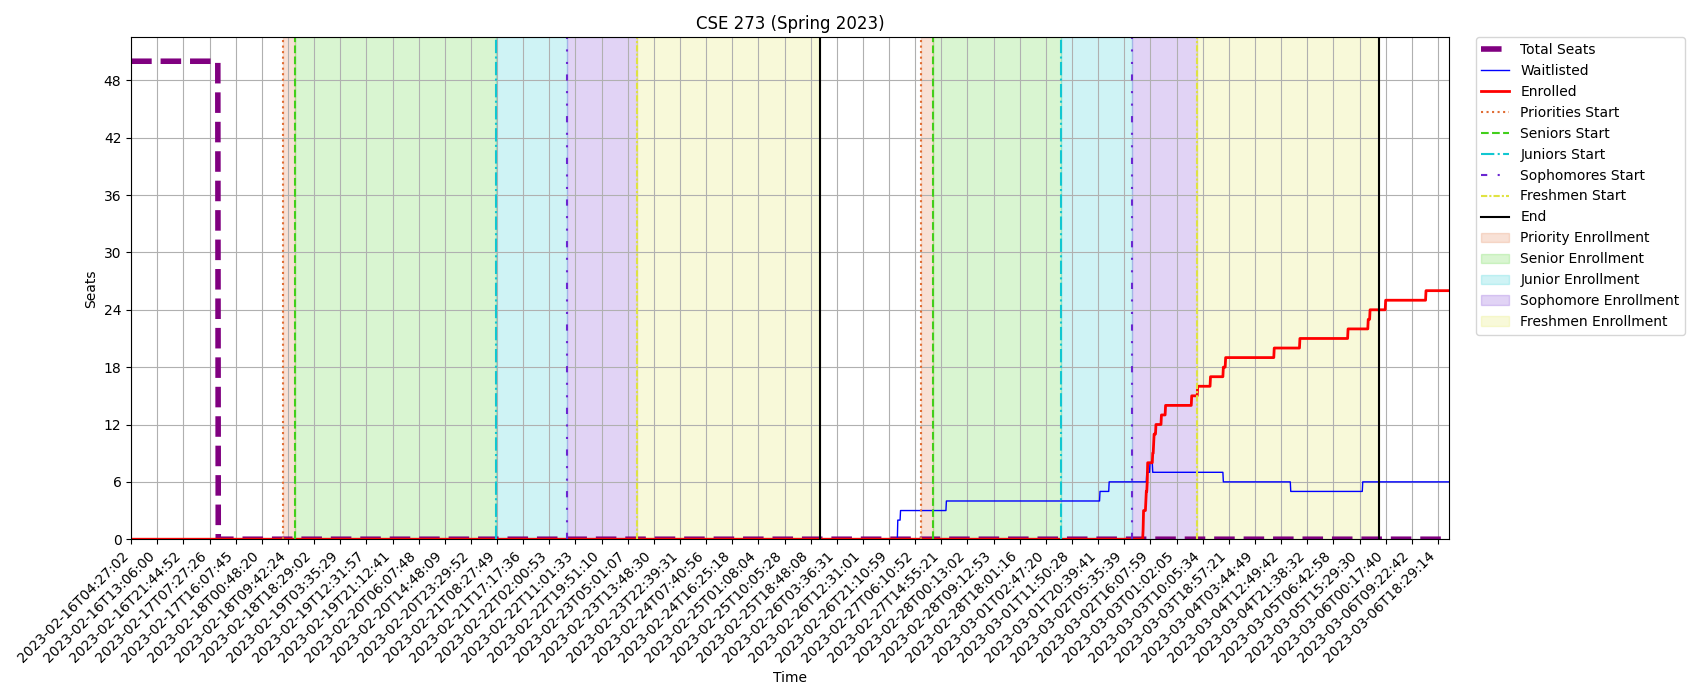 CSE 273 (Spring 2023)
Seats
48
42
36
30
24
18
12
6
0
2023-02-16T04:27:02
2023-02-16T13:06:00
2023-02-16T21:44:52
2023-02-17T07:27:26
2023-02-17T16:07:45
2023-02-18T00:48:20
2023-02-18T09:42:24
2023-02-18T18:29:02
2023-02-19T03:35:29
2023-02-19T12:31:57
2023-02-19T21:12:41
2023-02-20T06:07:48
2023-02-20T14:48:09
2023-02-20T23:29:52
2023-02-21T08:27:49
2023-02-21T17:17:36
2023-02-22T02:00:53
2023-02-22T11:01:33
2023-02-22T19:51:10
2023-02-23T05:01:07
2023-02-23T13:48:30
2023-02-23T22:39:31
2023-02-24T07:40:56
2023-02-24T16:25:18
2023-02-25T01:08:04
2023-02-25T10:05:28
2023-02-25T18:48:08
2023-02-26T03:36:31
2023-02-26T12:31:01
2023-02-26T21:10:59
2023-02-27T06:10:52
2023-02-27T14:55:21
2023-02-28T00:13:02
2023-02-28T09:12:53
2023-02-28T18:01:16
2023-03-01T02:47:20
2023-03-01T11:50:28
2023-03-01T20:39:41
2023-03-02T05:35:39
2023-03-02T16:07:59
2023-03-03T01:02:05
2023-03-03T10:05:34
2023-03-03T18:57:21
2023-03-04T03:44:49
2023-03-04T12:49:42
2023-03-04T21:38:32
2023-03-05T06:42:58
2023-03-05T15:29:30
2023-03-06T00:17:40
2023-03-06T09:22:42
2023-03-06T18:29:14
Time
Total Seats
Waitlisted
Enrolled
Priorities Start
Seniors Start
Juniors Start
Sophomores Start
Freshmen Start
End
Priority Enrollment
Senior Enrollment
Junior Enrollment
Sophomore Enrollment
Freshmen Enrollment